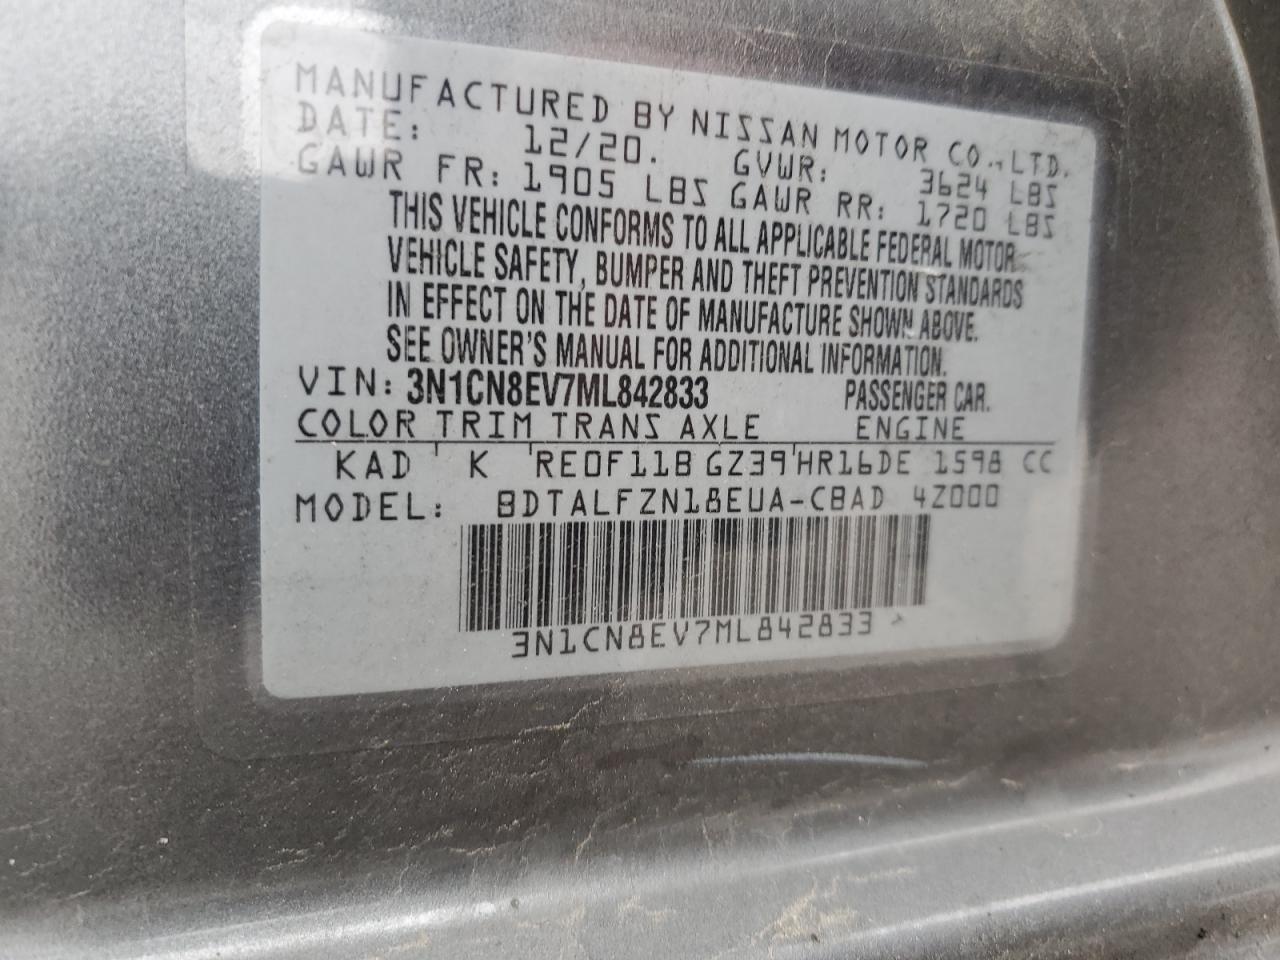 MANUFACTURED BY NISSAN MOTOR CO., LTD.
DATE: 12/20. GVWR: 3624 LBS
GAWR FR: 1905 LBS GAWR RR: 1720 LBS
THIS VEHICLE CONFORMS TO ALL APPLICABLE FEDERAL MOTOR
VEHICLE SAFETY, BUMPER AND THEFT PREVENTION STANDARDS
IN EFFECT ON THE DATE OF MANUFACTURE SHOWN ABOVE.
SEE OWNER'S MANUAL FOR ADDITIONAL INFORMATION.
VIN: 3N1CN8EV7ML842833 PASSENGER CAR.
COLOR TRIM TRANS AXLE ENGINE
KAD K RE0F11B GZ39 HR16DE 1598 CC
MODEL: BDTALFZN18EUA-CBAD 4Z000
3N1CN8EV7ML842833